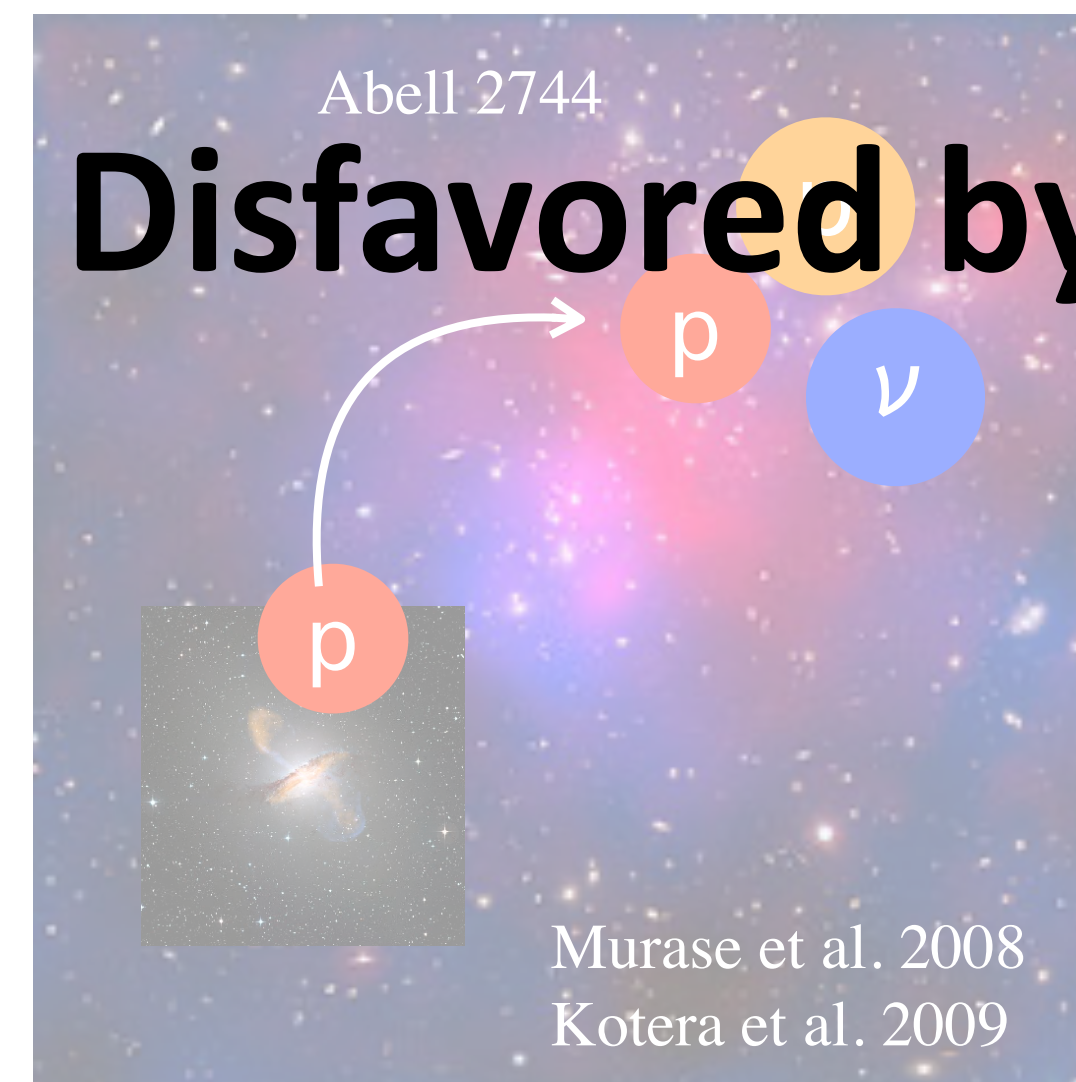 Abell 2744
Disfavored by
p
ν
p
Murase et al. 2008
Kotera et al. 2009